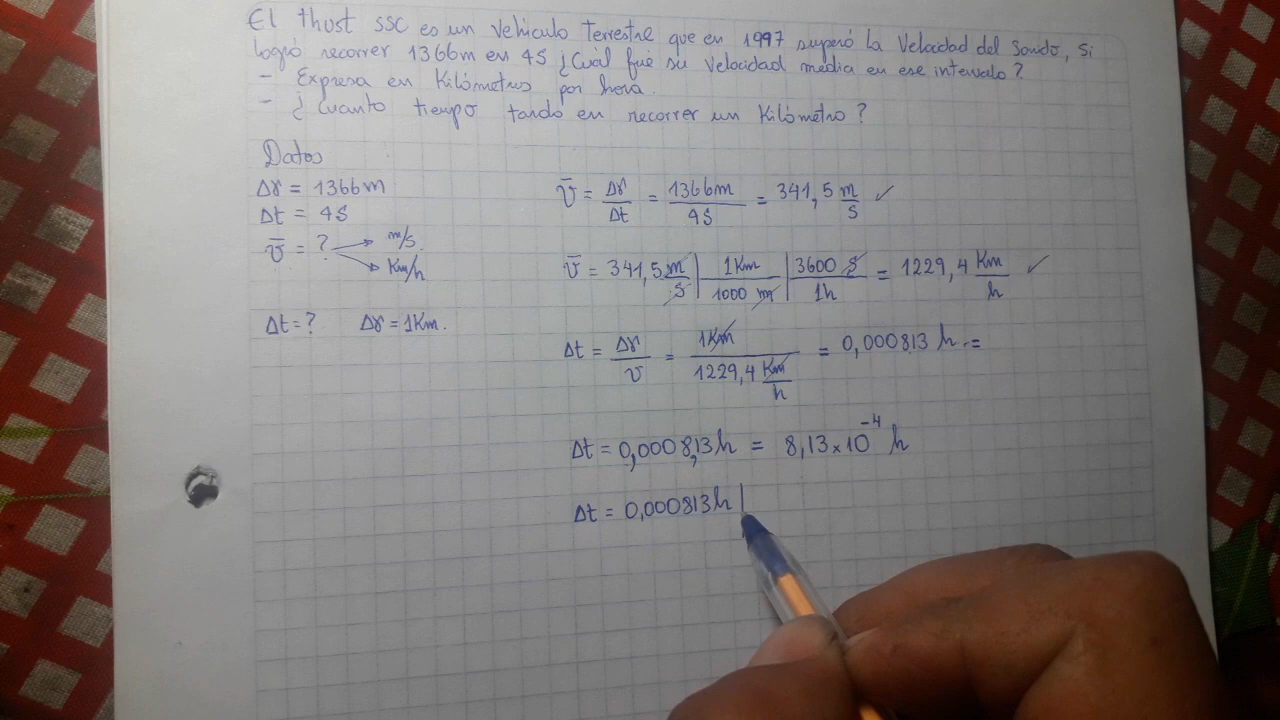 El thust SSC es un vehiculo Terrestre que en 1997 superó la Velocidad del Sonido, Si
logró recorrer 1366m en 4S ¿Cuál fué su Velocidad media en ese intervalo?
- Expresa en Kilómetros por hora.
- ¿Cuanto tiempo tardo en recorrer un Kilómetro?
Datos
Δr = 1366m
Δt = 4S
v̄ = ? → m/s.
→ Km/h
Δt = ? Δr = 1Km.
v̄ = Δr/Δt = 1366m/4S = 341,5 m/s ✓
v̄ = 341,5 m/s | 1Km/1000 m | 3600 s/1h = 1229,4 Km/h ✓
Δt = Δr/v = 1Km/1229,4 Km/h = 0,000813 h. =
Δt = 0,0008,13h = 8,13 x 10⁻⁴ h
Δt = 0,000813h |